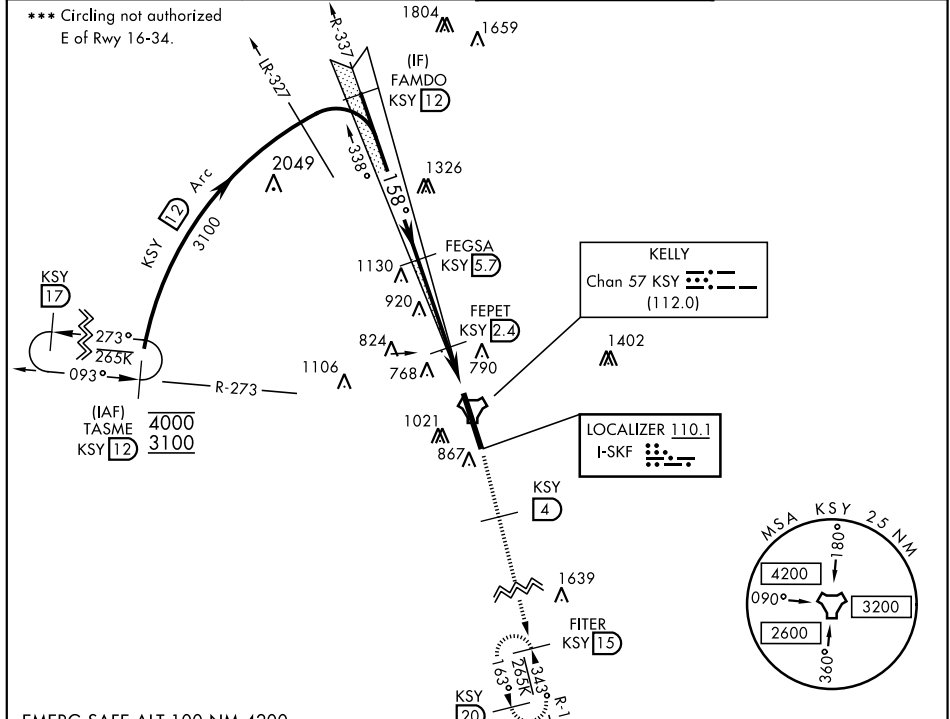 *** Circling not authorized
E of Rwy 16-34.
1804
1659
R-337
LR-327
(IF)
FAMDO
KSY 12
2049
338°
1326
158°
KSY 12 Arc
3100
FEGSA
KSY 5.7
1130
920
FEPET
KSY 2.4
824
768
790
KELLY
Chan 57 KSY
(112.0)
1402
KSY
17
273°
265K
093°
R-273
1106
(IAF)
TASME
KSY 12
4000
3100
1021
867
LOCALIZER 110.1
I-SKF
KSY
4
1639
FITER
KSY 15
163°
265K
343°
KSY
20
MSA KSY 25 NM
180°
4200
090°
3200
2600
360°
EMERG SAFE ALT 100 NM 4200